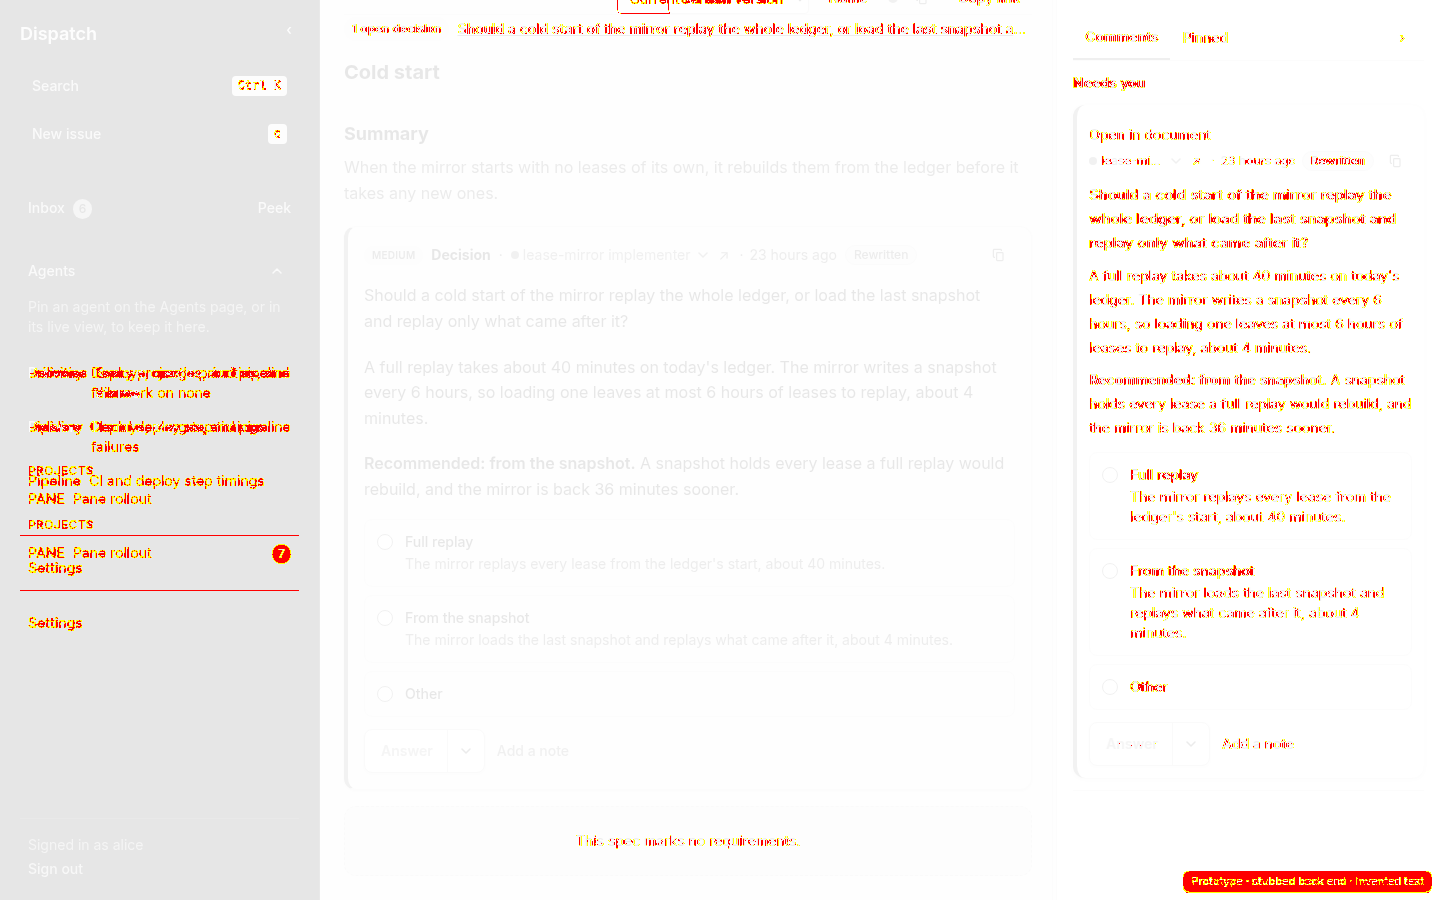 Dispatch
Search
Ctrl K
New issue
C
Inbox 6
Peek
Agents
Pin an agent on the Agents page, or in
its live view, to keep it here.
work on none
failures
PROJECTS
Pipeline CI and deploy step timings
PANE Pane rollout
PROJECTS
PANE Pane rollout
7
Settings
Settings
Signed in as alice
Sign out
version
1 open decision Should a cold start of the mirror replay the whole ledger, or load the last snapshot a...
Cold start
Summary
When the mirror starts with no leases of its own, it rebuilds them from the ledger before it
takes any new ones.
MEDIUM Decision · lease-mirror implementer · 23 hours ago Rewritten
Should a cold start of the mirror replay the whole ledger, or load the last snapshot
and replay only what came after it?
A full replay takes about 40 minutes on today's ledger. The mirror writes a snapshot
every 6 hours, so loading one leaves at most 6 hours of leases to replay, about 4
minutes.
Recommended: from the snapshot. A snapshot holds every lease a full replay would
rebuild, and the mirror is back 36 minutes sooner.
Full replay
The mirror replays every lease from the ledger's start, about 40 minutes.
From the snapshot
The mirror loads the last snapshot and replays what came after it, about 4 minutes.
Other
Answer
Add a note
This spec marks no requirements.
Comments
Pinned
Needs you
Open in document
lease-mi... · 23 hours ago Rewritten
Should a cold start of the mirror replay the
whole ledger, or load the last snapshot and
replay only what came after it?
A full replay takes about 40 minutes on today's
ledger. The mirror writes a snapshot every 6
hours, so loading one leaves at most 6 hours of
leases to replay, about 4 minutes.
Recommended: from the snapshot. A snapshot
holds every lease a full replay would rebuild, and
the mirror is back 36 minutes sooner.
Full replay
The mirror replays every lease from the
ledger's start, about 40 minutes.
From the snapshot
The mirror loads the last snapshot and
replays what came after it, about 4
minutes.
Other
Answer
Add a note
Prototype - stubbed back end - invented text